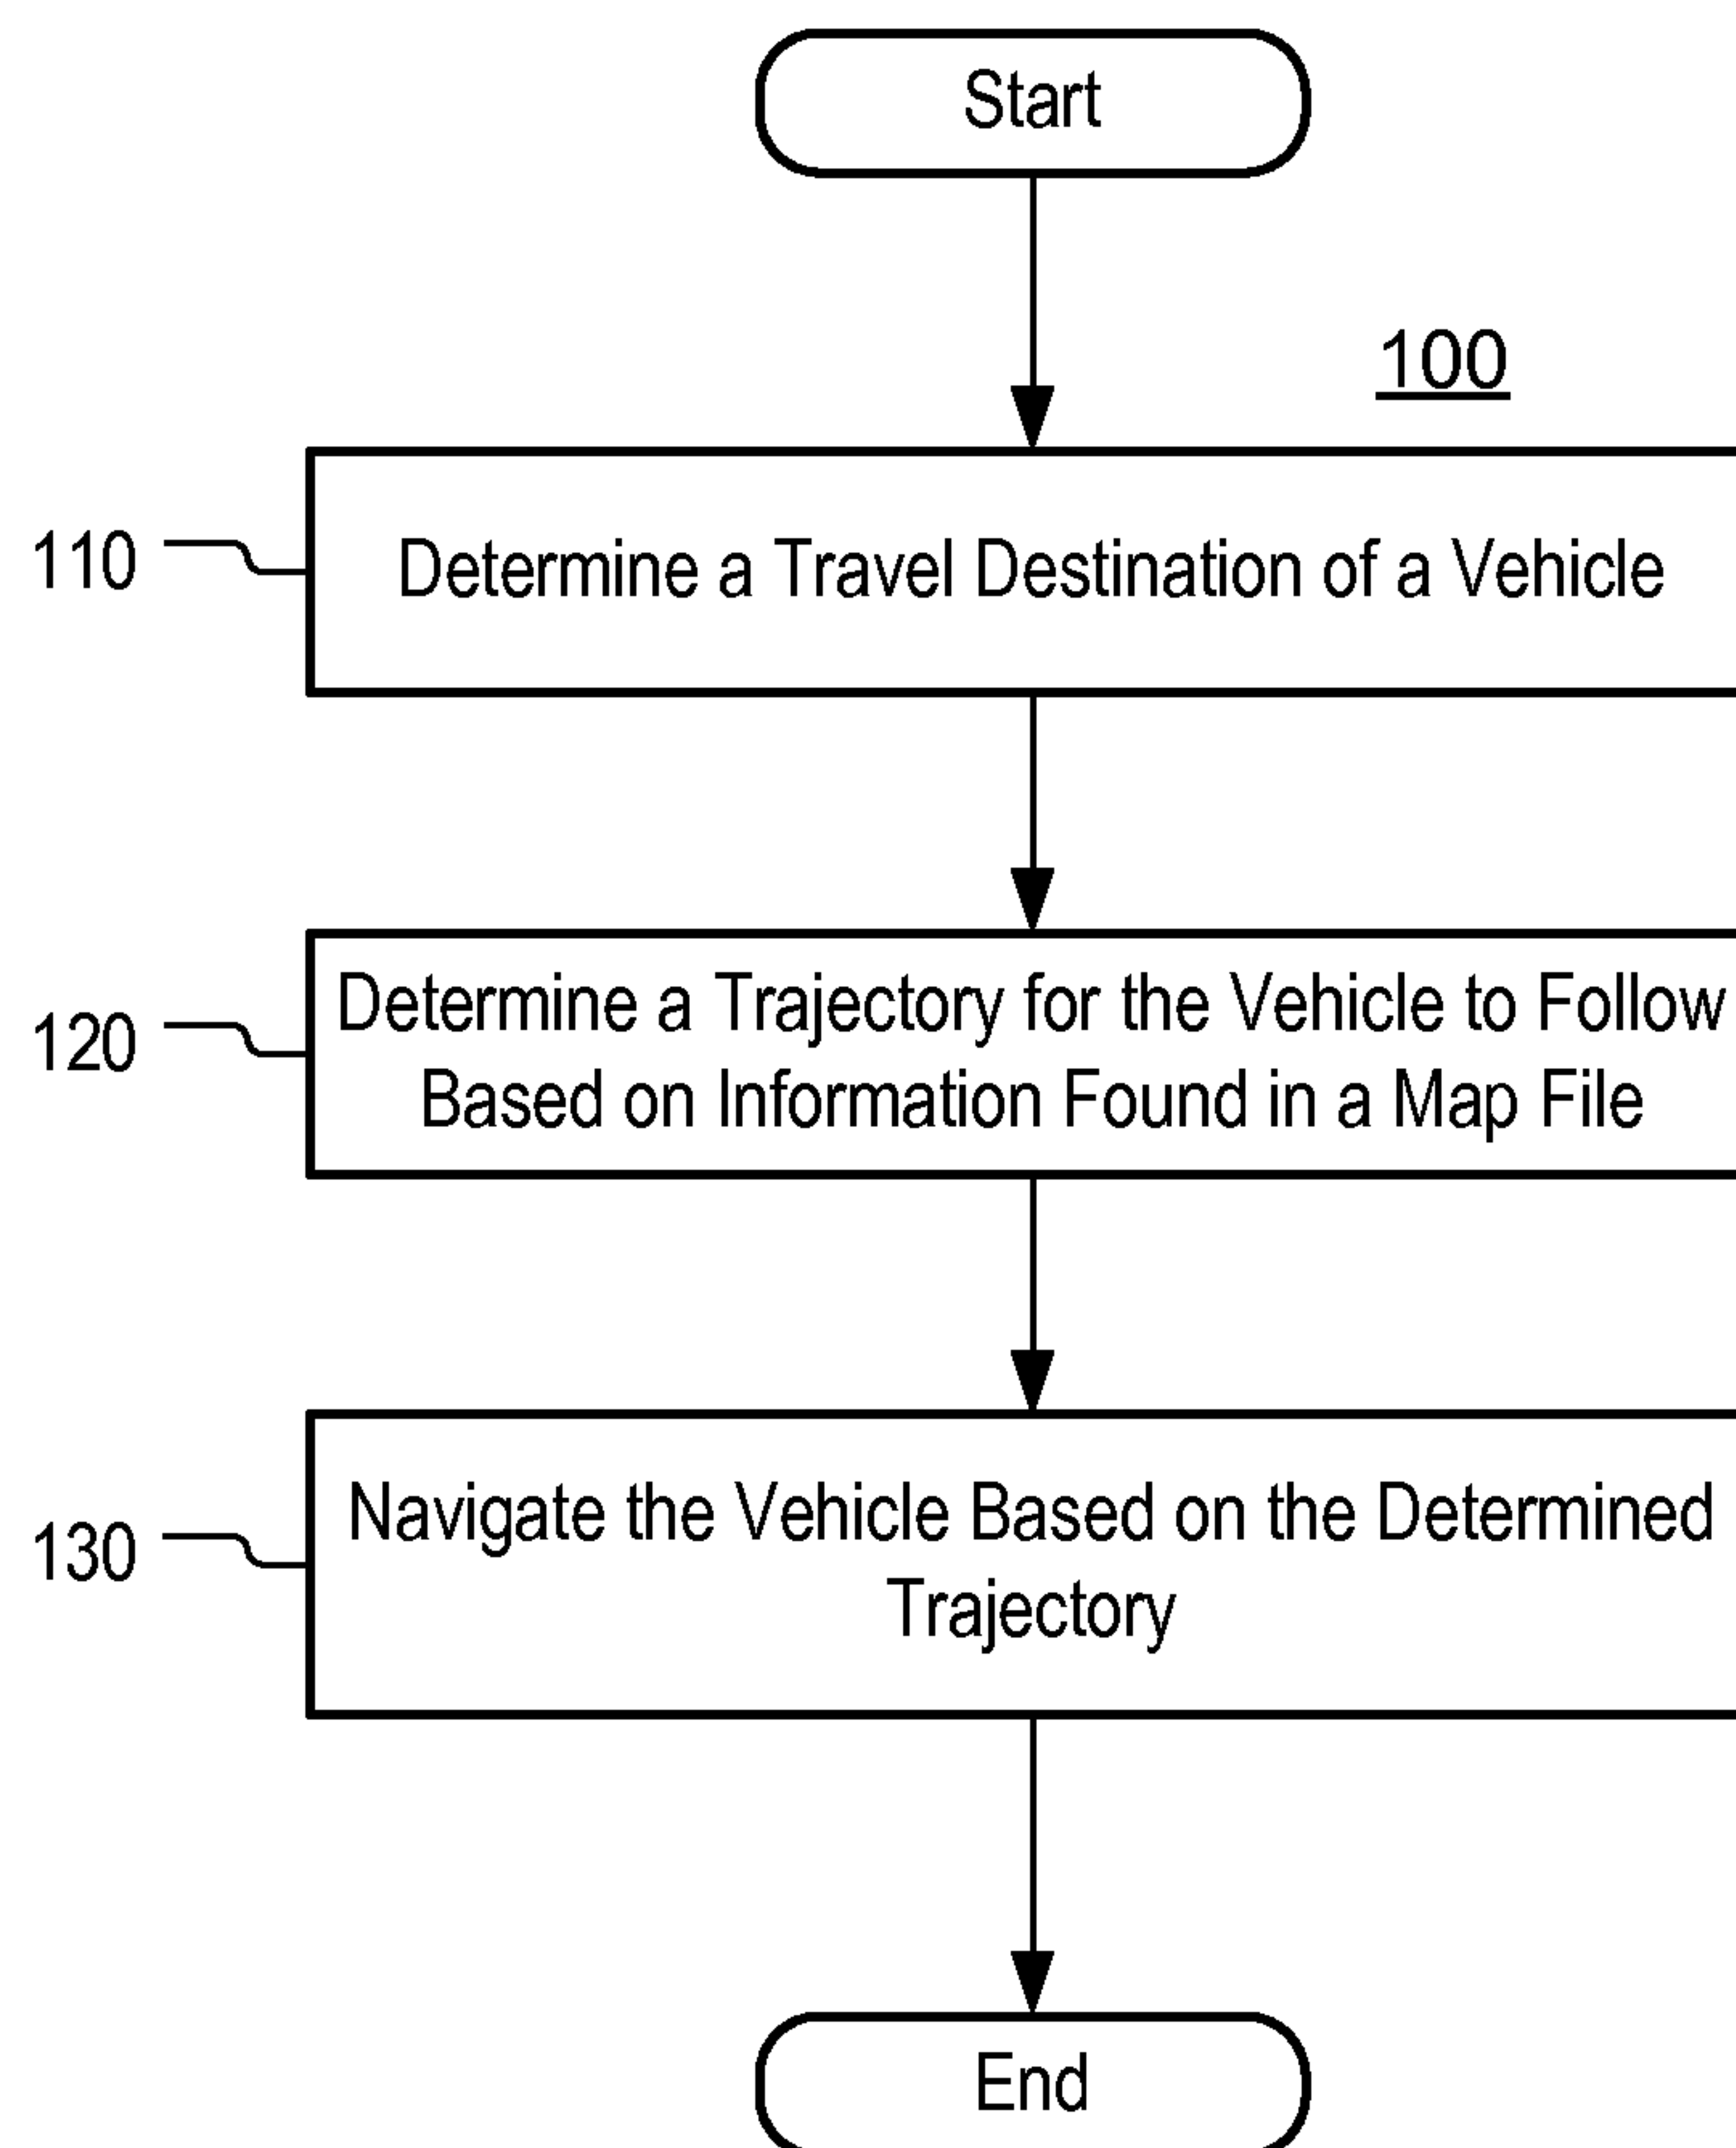 Start
100
110
Determine a Travel Destination of a Vehicle
120
Determine a Trajectory for the Vehicle to Follow
Based on Information Found in a Map File
130
Navigate the Vehicle Based on the Determined
Trajectory
End